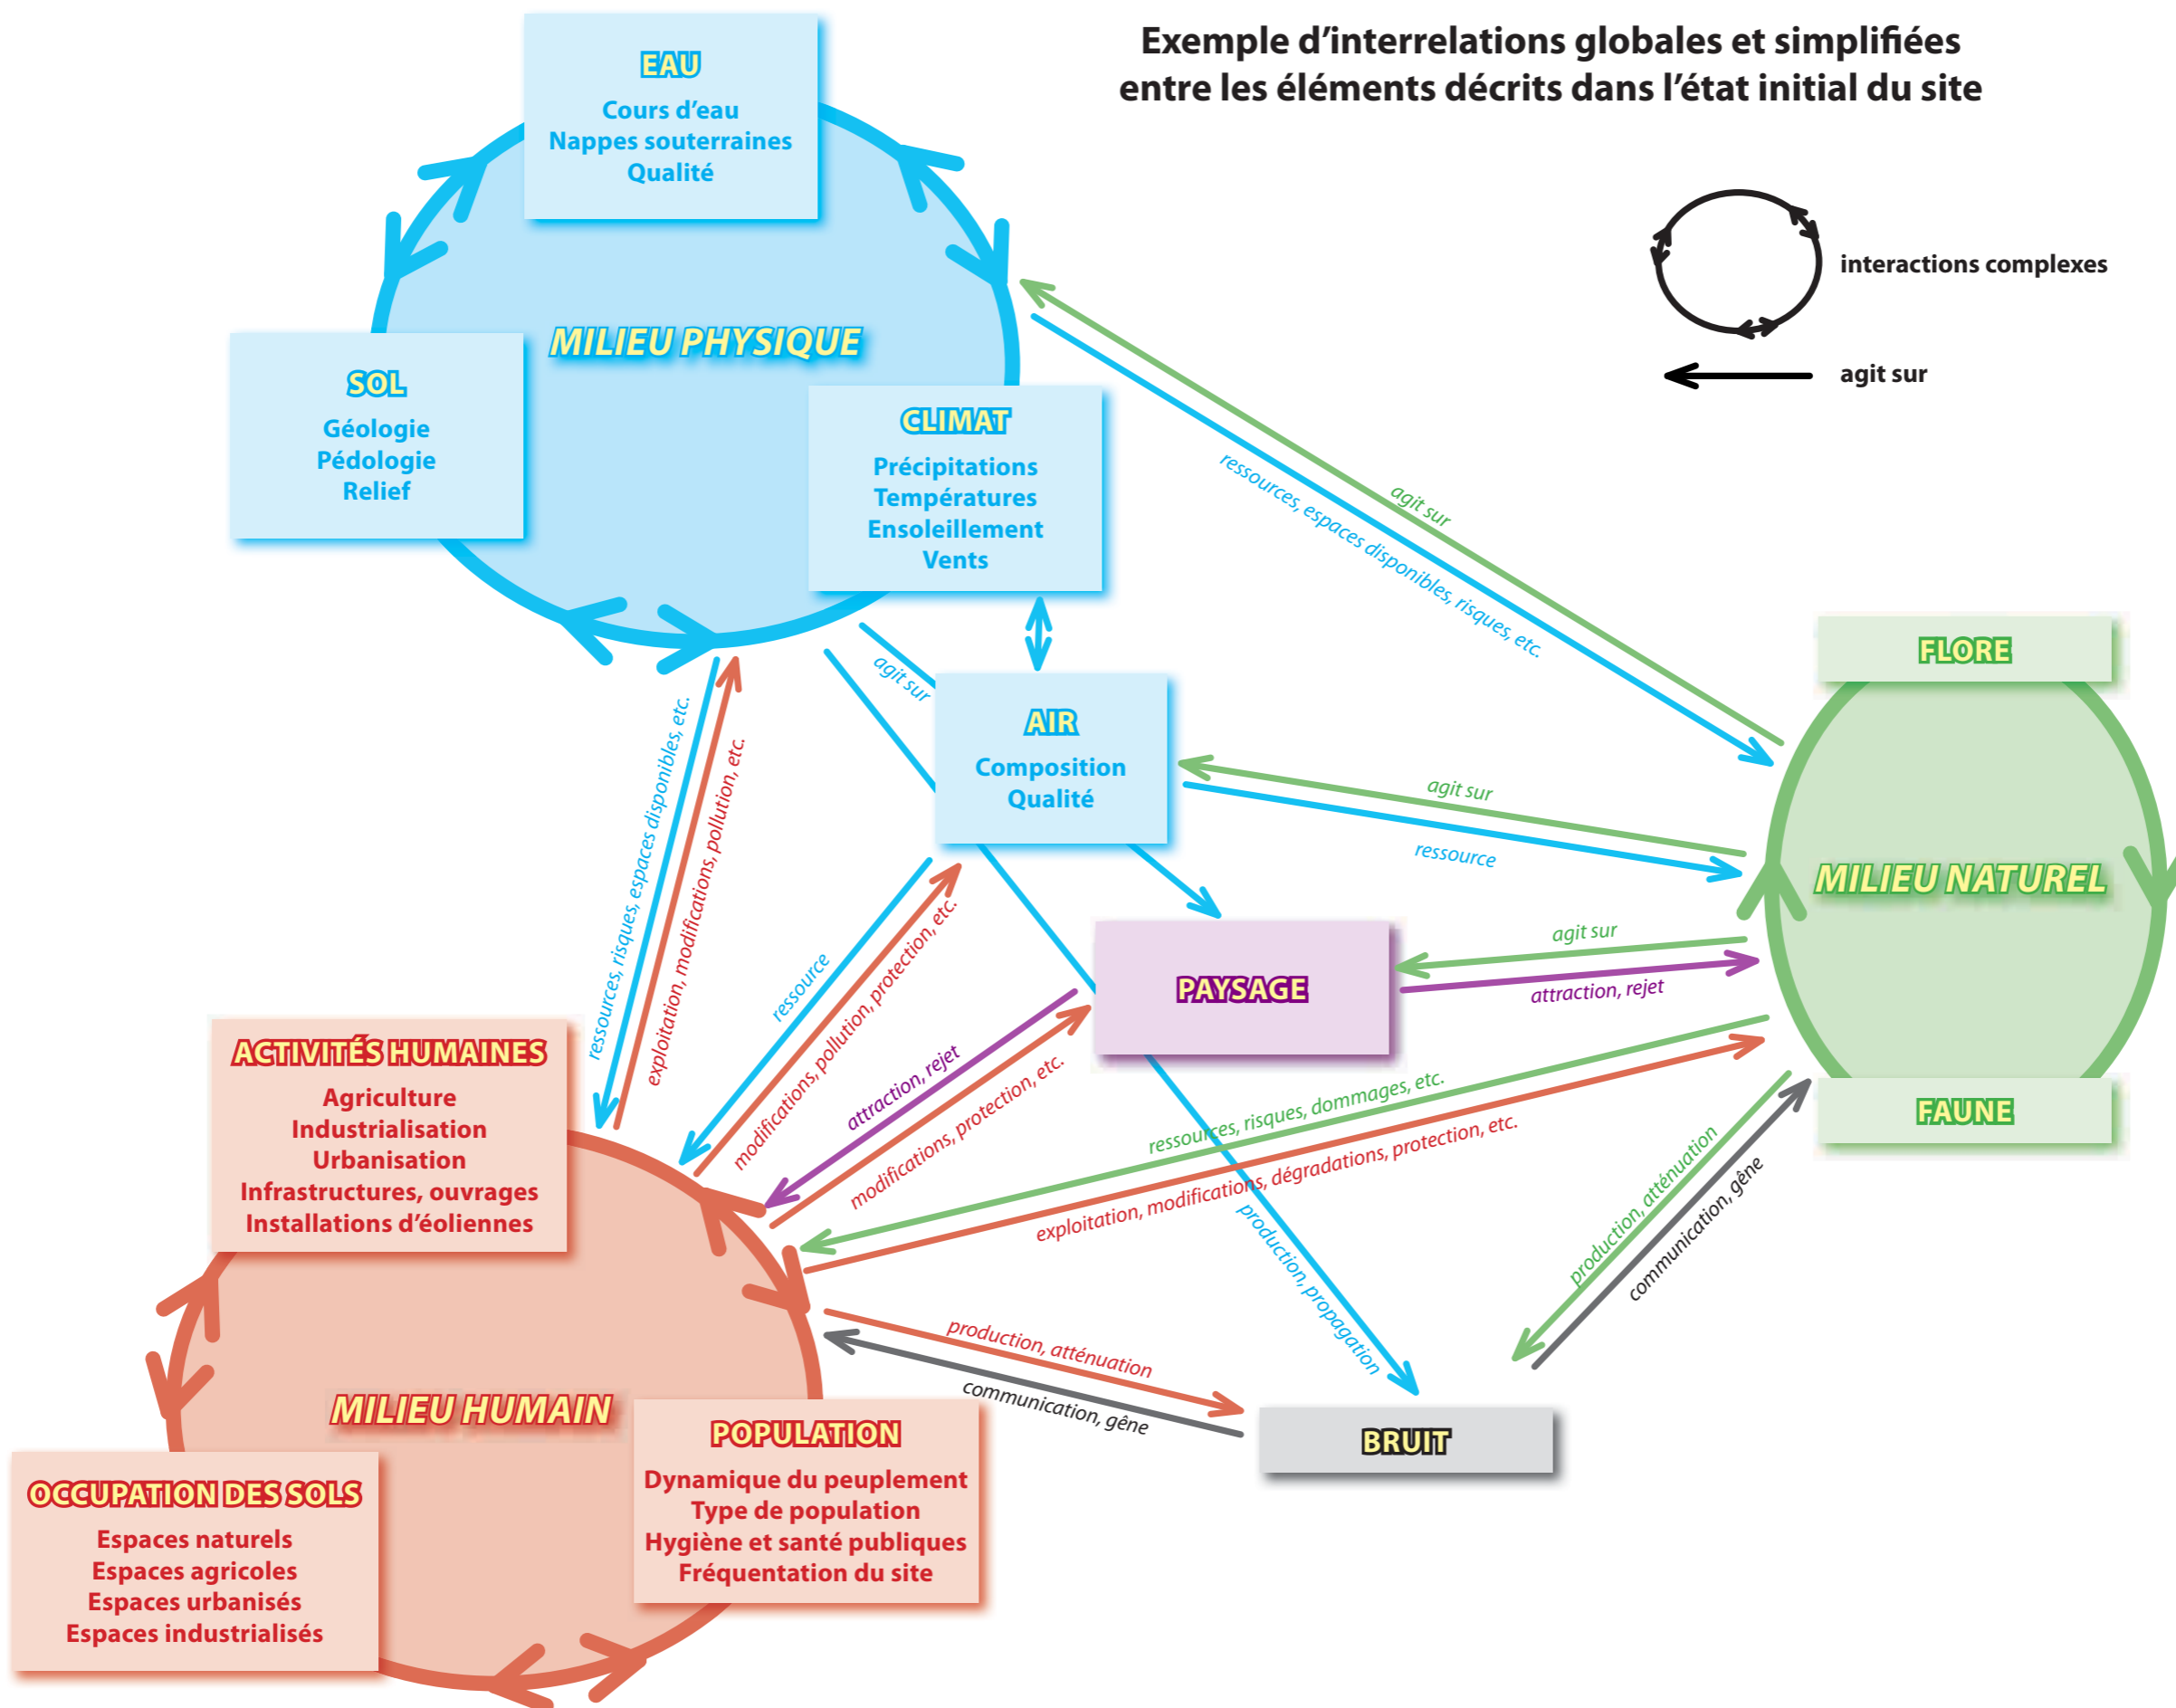 Exemple d'interrelations globales et simplifiées
entre les éléments décrits dans l'état initial du site
interactions complexes
agit sur
EAU
Cours d'eau
Nappes souterraines
Qualité
MILIEU PHYSIQUE
SOL
Géologie
Pédologie
Relief
CLIMAT
Précipitations
Températures
Ensoleillement
Vents
agit sur
ressources, espaces disponibles, risques, etc.
agit sur
AIR
Composition
Qualité
FLORE
MILIEU NATUREL
FAUNE
agit sur
ressource
agit sur
attraction, rejet
PAYSAGE
ressources, risques, espaces disponibles, etc.
exploitation, modifications, pollution, etc.
ressource
modifications, pollution, protection, etc.
attraction, rejet
modifications, protection, etc.
ressources, risques, dommages, etc.
exploitation, modifications, dégradations, protection, etc.
production, propagation
production, atténuation
communication, gêne
production, atténuation
communication, gêne
BRUIT
ACTIVITÉS HUMAINES
Agriculture
Industrialisation
Urbanisation
Infrastructures, ouvrages
Installations d'éoliennes
MILIEU HUMAIN
POPULATION
Dynamique du peuplement
Type de population
Hygiène et santé publiques
Fréquentation du site
OCCUPATION DES SOLS
Espaces naturels
Espaces agricoles
Espaces urbanisés
Espaces industrialisés